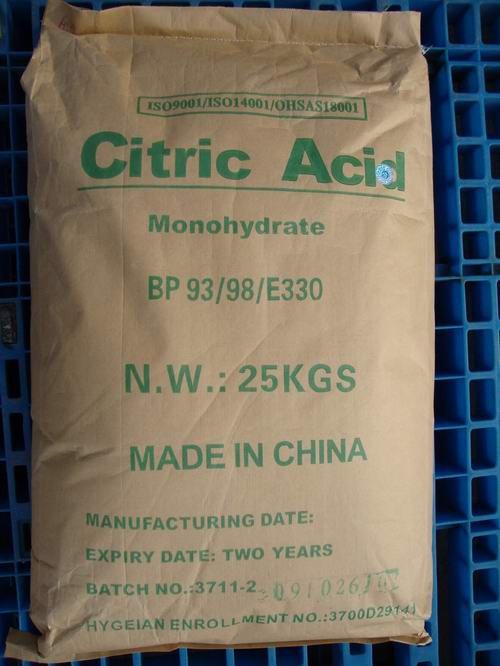 ISO9001/ISO14001/OHSAS18001
Citric Acid
Monohydrate
BP 93/98/E330
N.W.: 25KGS
MADE IN CHINA
MANUFACTURING DATE:
EXPIRY DATE: TWO YEARS
BATCH NO.:3711-2
HYGEIAN ENROLLMENT NO.:3700D29141